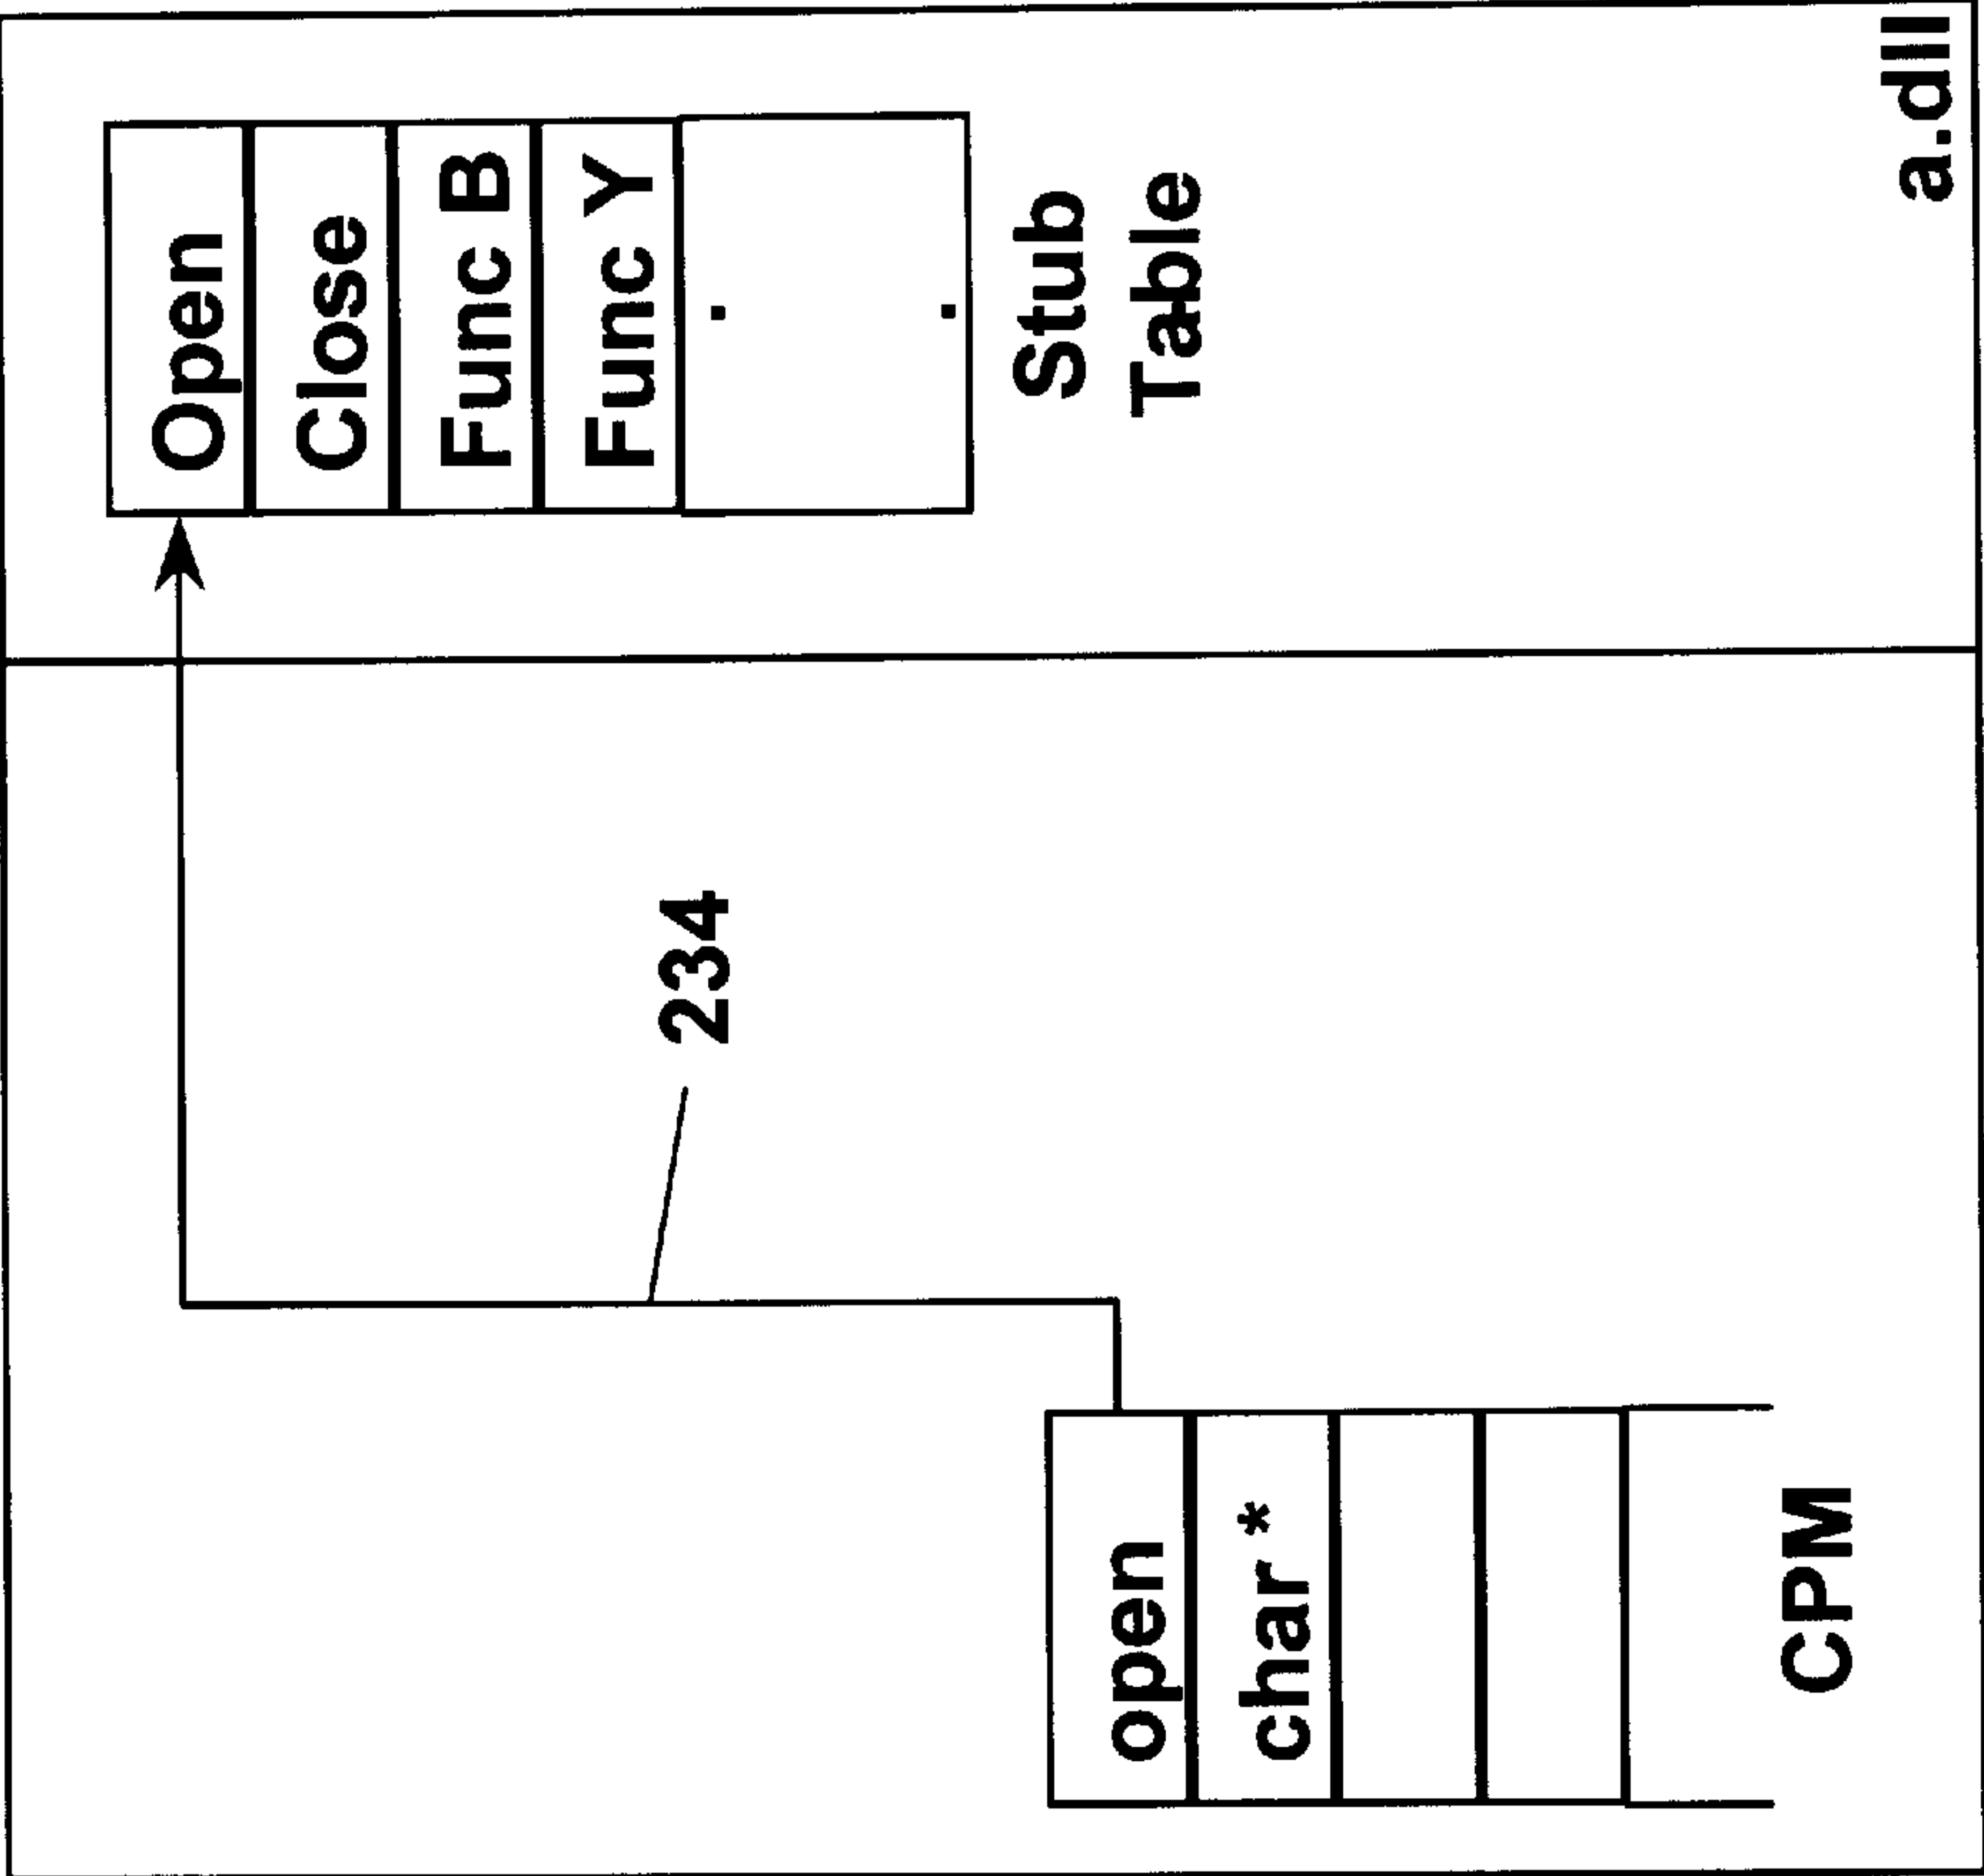 open
char *
CPM
234
Open
Close
Func B
Func Y
.
.
Stub
Table
a.dll